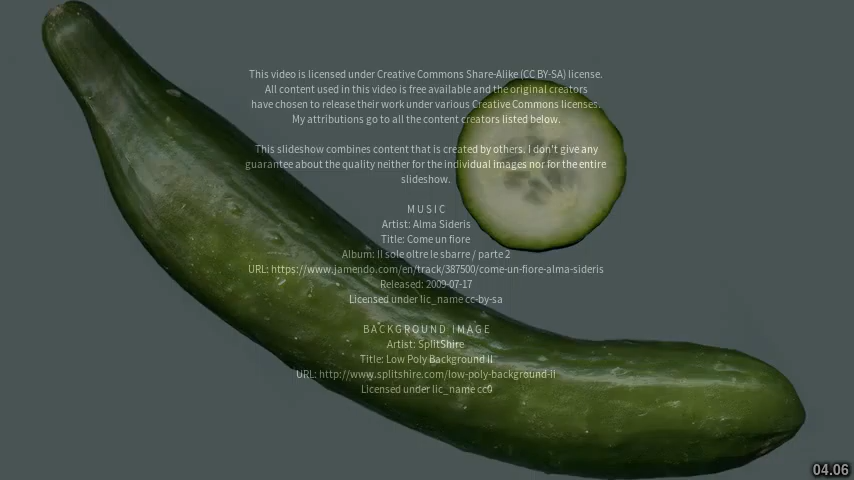 This video is licensed under Creative Commons Share-Alike (CC BY-SA) license.
All content used in this video is free available and the original creators
have chosen to release their work under various Creative Commons licenses.
My attributions go to all the content creators listed below.
This slideshow combines content that is created by others. I don't give any
guarantee about the quality neither for the individual images nor for the entire
slideshow.
MUSIC
Artist: Alma Sideris
Title: Come un fiore
Album: Il sole oltre le sbarre / parte 2
URL: https://www.jamendo.com/en/track/387500/come-un-fiore-alma-sideris
Released: 2009-07-17
Licensed under lic_name cc-by-sa
BACKGROUND IMAGE
Artist: SplitShire
Title: Low Poly Background II
URL: http://www.splitshire.com/low-poly-background-ii
Licensed under lic_name cc0
04.06